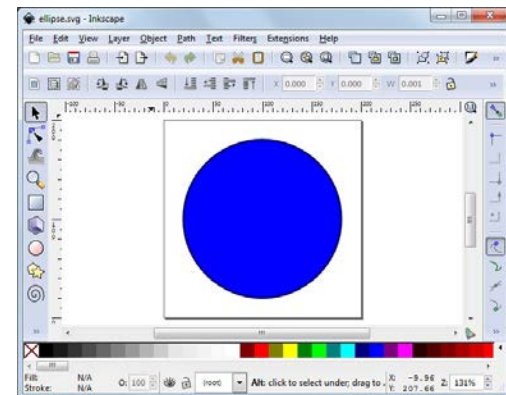 ellipse.svg - Inkscape
File Edit View Layer Object Path Text Filters Extensions Help
X 0.000 Y 0.000 W 0.001
Fill: N/A
Stroke: N/A
O: 100
(root)
Alt: click to select under; drag to
X: -9.96
Y: 207.66
Z: 131%